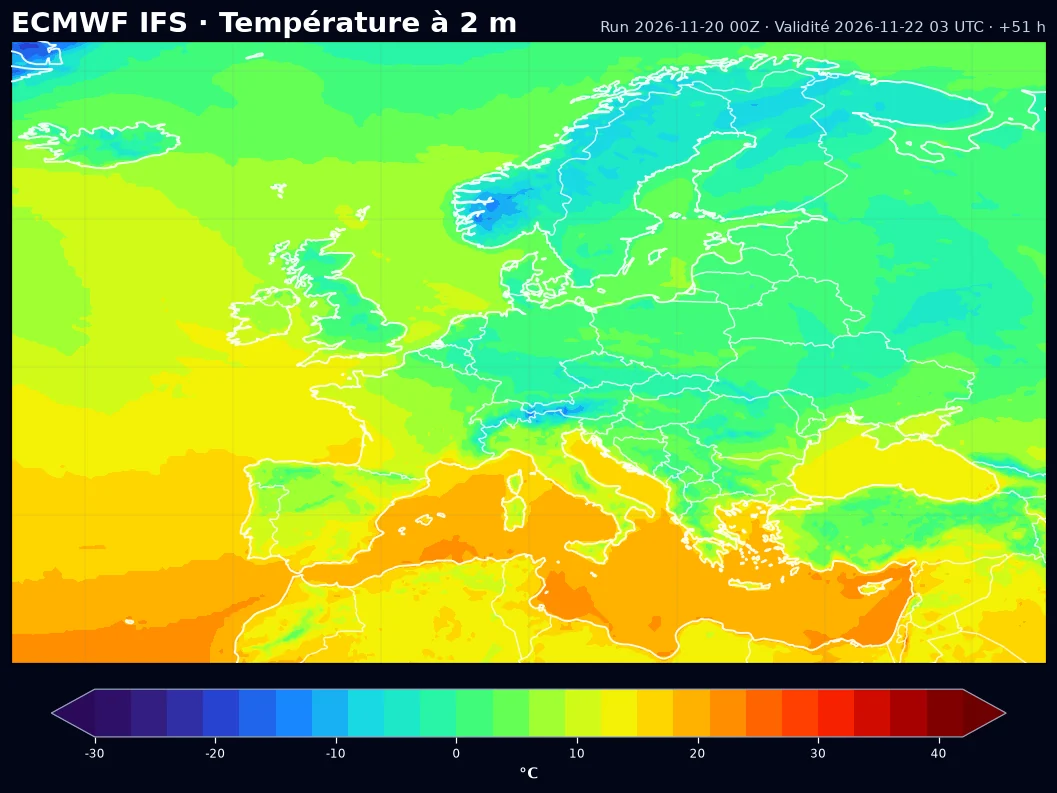 ECMWF IFS · Température à 2 m
Run 2026-11-20 00Z · Validité 2026-11-22 03 UTC · +51 h
-30 -20 -10 0 10 20 30 40
°C